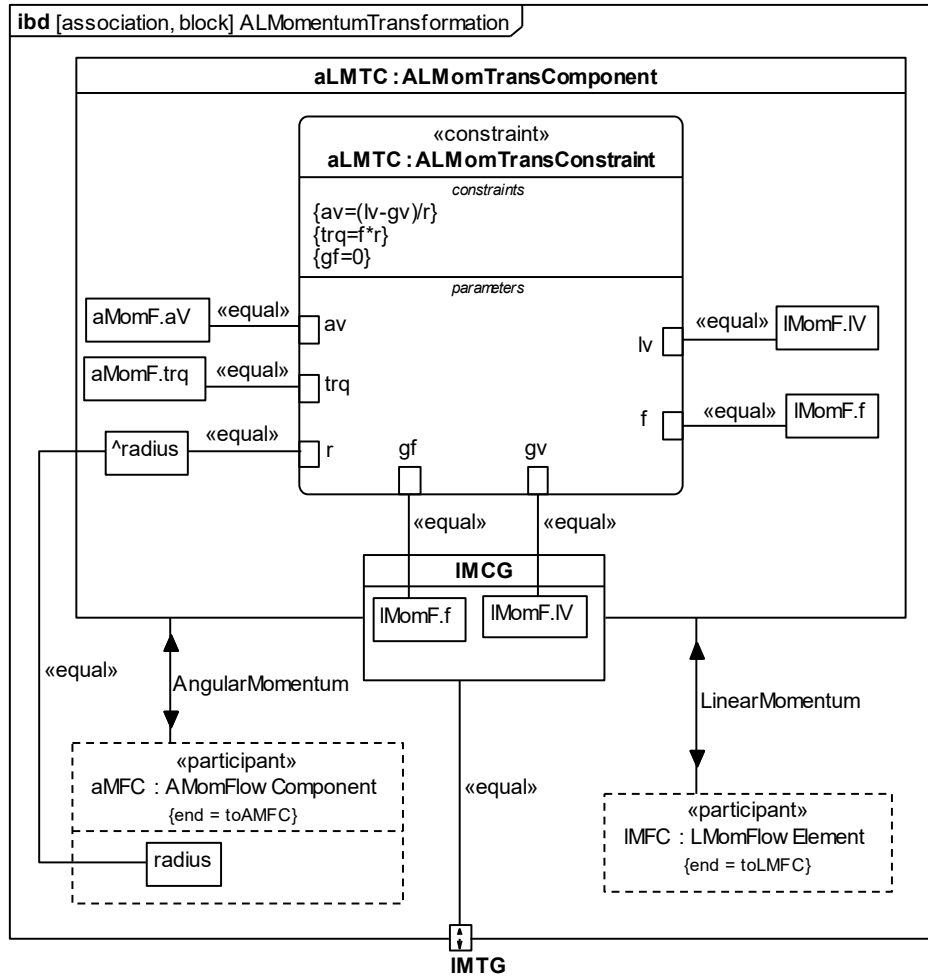 ibd [association, block] ALMomentumTransformation
aLMTC : ALMomTransComponent
«constraint»
aLMTC : ALMomTransConstraint
constraints
{av=(lv-gv)/r}
{trq=f*r}
{gf=0}
parameters
aMomF.aV
«equal»
av
lv
«equal»
lMomF.lV
aMomF.trq
«equal»
trq
f
«equal»
lMomF.f
^radius
«equal»
r
gf
gv
«equal»
«equal»
lMCG
lMomF.f
lMomF.lV
«equal»
AngularMomentum
LinearMomentum
«participant»
aMFC : AMomFlow Component
{end = toAMFC}
radius
«equal»
«participant»
lMFC : LMomFlow Element
{end = toLMFC}
lMTG